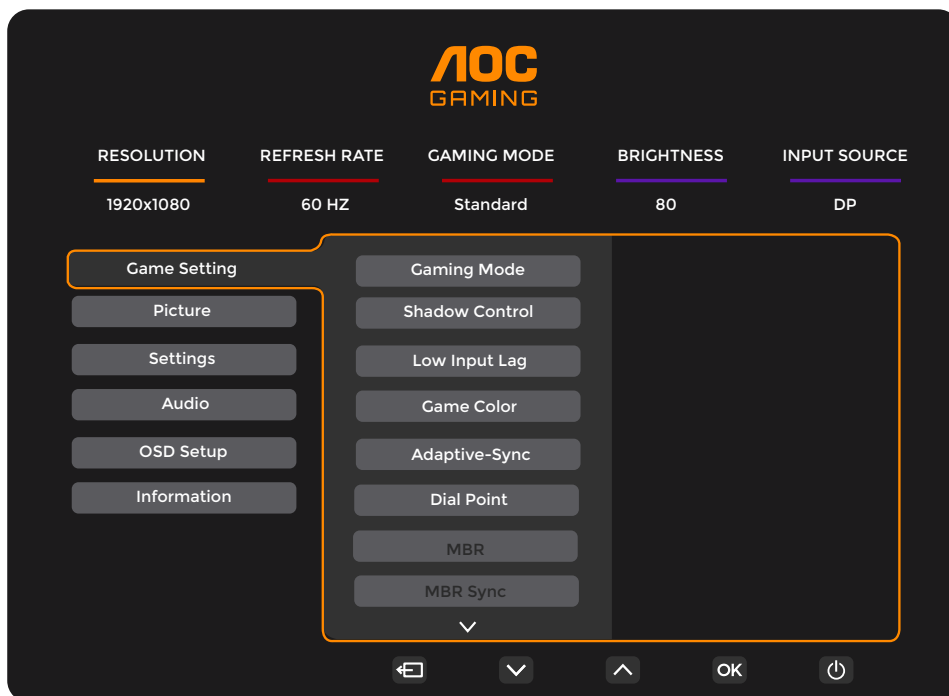 AOC
GAMING
RESOLUTION REFRESH RATE GAMING MODE BRIGHTNESS INPUT SOURCE
1920x1080 60 HZ Standard 80 DP
Game Setting
Picture
Settings
Audio
OSD Setup
Information
Gaming Mode
Shadow Control
Low Input Lag
Game Color
Adaptive-Sync
Dial Point
MBR
MBR Sync
OK